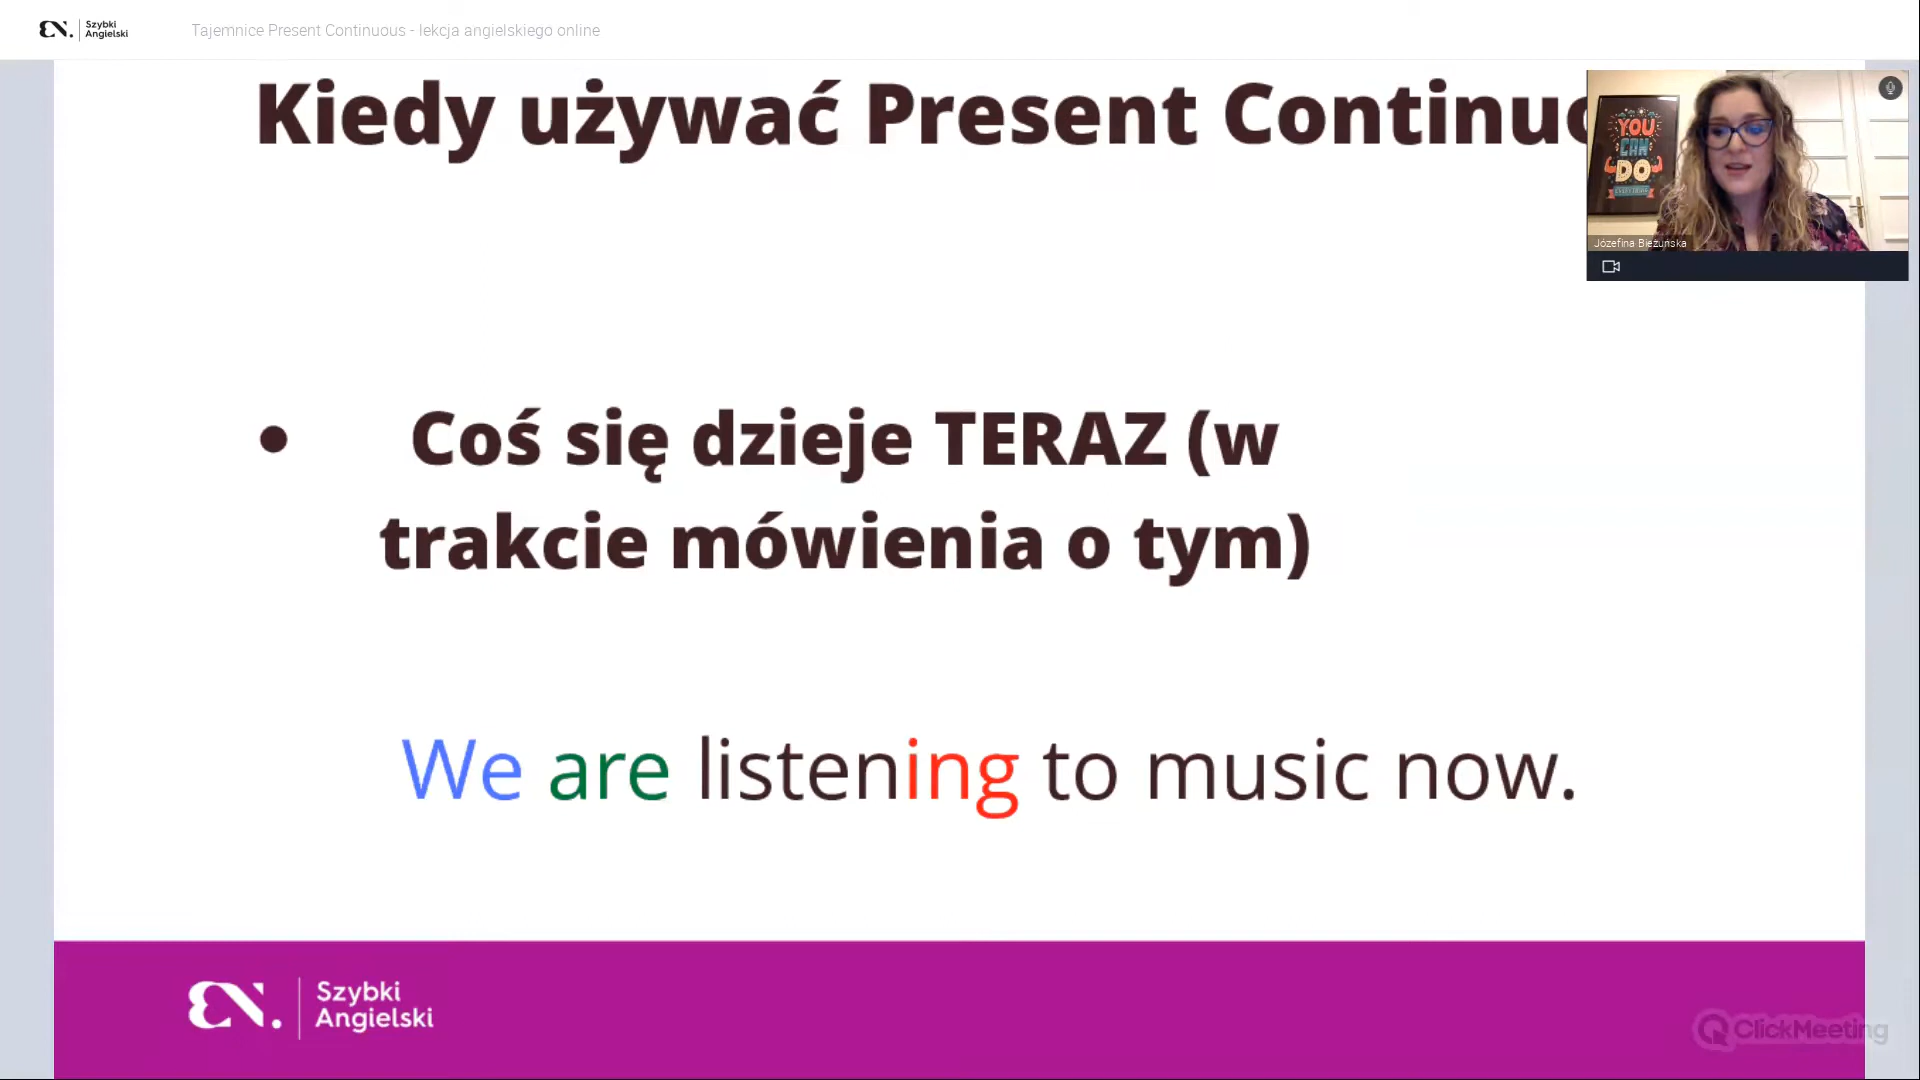 Szybki
Angielski
Tajemnice Present Continuous - lekcja angielskiego online
Kiedy używać Present Continuo
YOU
CAN
DO
Józefina Bieżuńska
• Coś się dzieje TERAZ (w
trakcie mówienia o tym)
We are listening to music now.
Szybki
Angielski
ClickMeeting